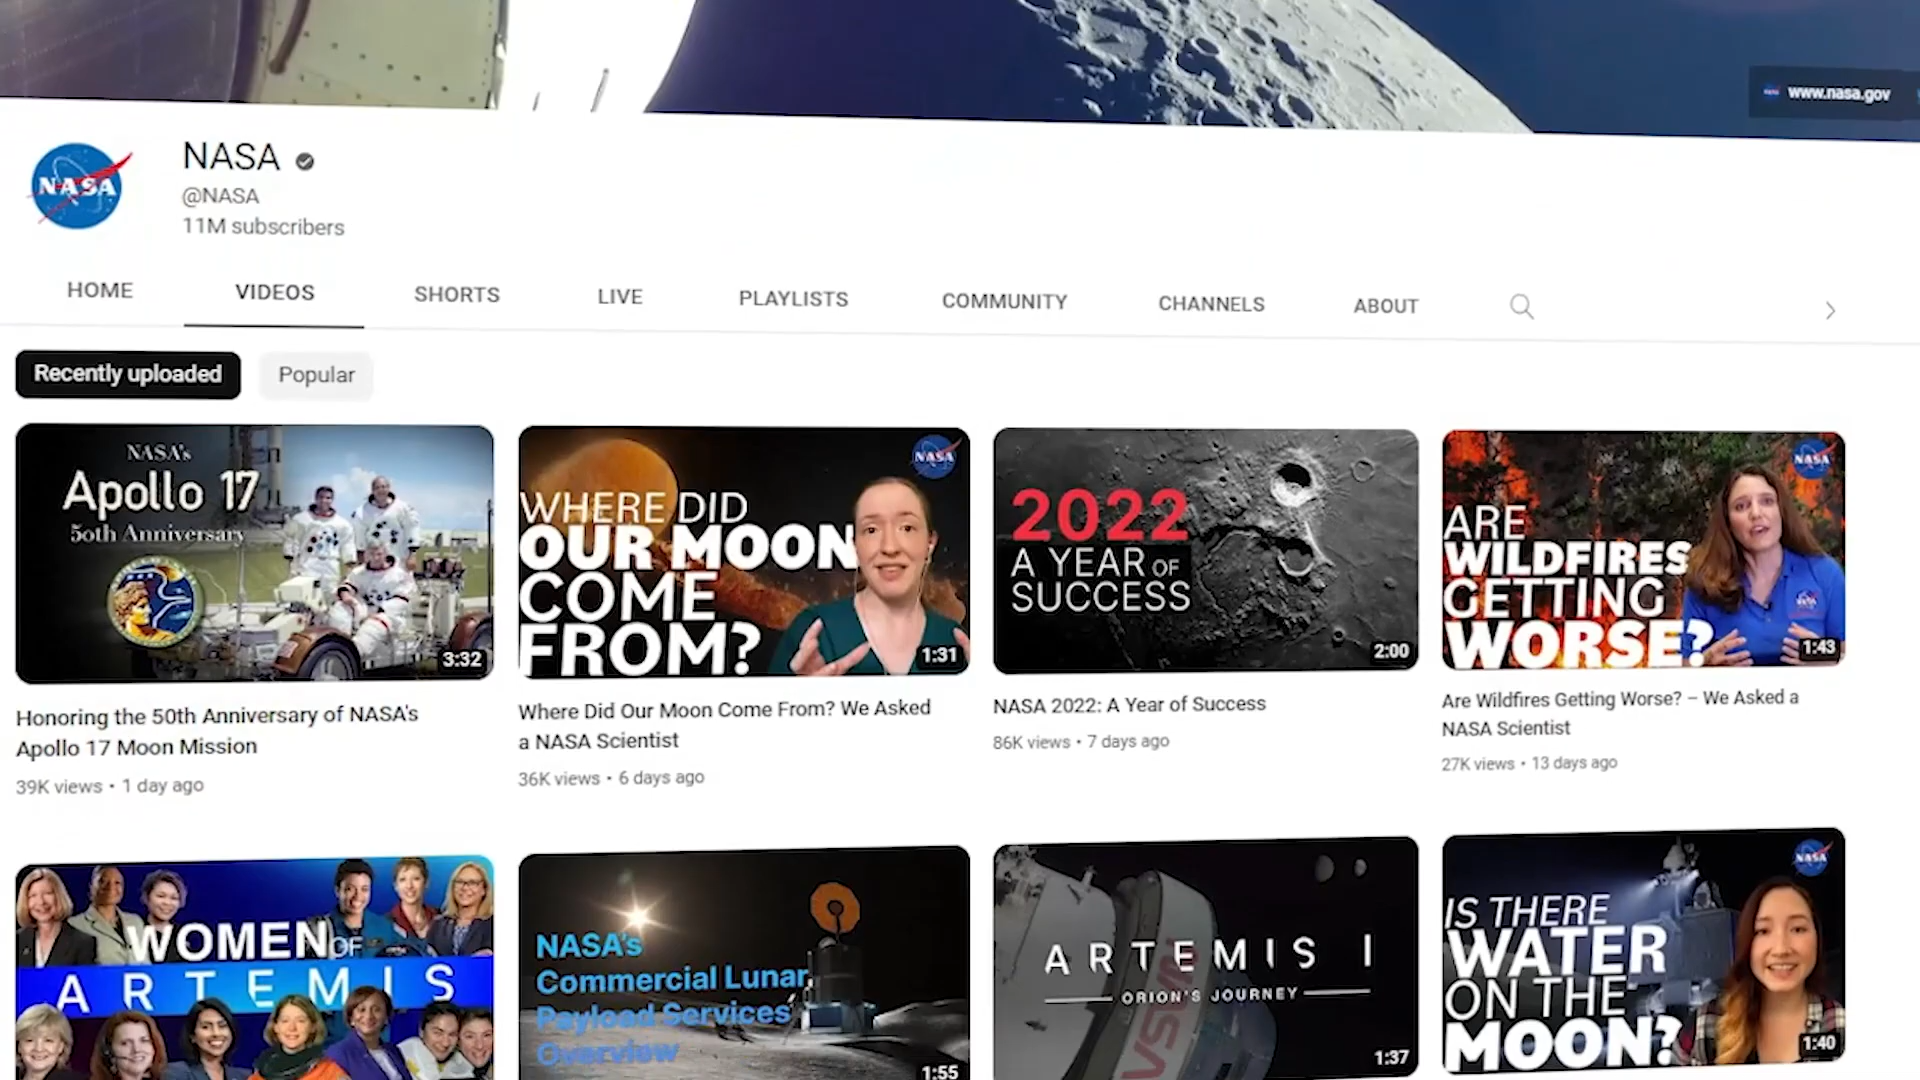 www.nasa.gov
NASA
NASA
@NASA
11M subscribers
HOME
VIDEOS
SHORTS
LIVE
PLAYLISTS
COMMUNITY
CHANNELS
ABOUT
Recently uploaded
Popular
NASA's
Apollo 17
50th Anniversary
3:32
WHERE DID
OUR MOON
COME
FROM?
NASA
1:31
2022
A YEAR OF
SUCCESS
2:00
ARE
WILDFIRES
GETTING
WORSE?
NASA
1:43
Honoring the 50th Anniversary of NASA's
Apollo 17 Moon Mission
39K views • 1 day ago
Where Did Our Moon Come From? We Asked
a NASA Scientist
36K views • 6 days ago
NASA 2022: A Year of Success
86K views • 7 days ago
Are Wildfires Getting Worse? – We Asked a
NASA Scientist
27K views • 13 days ago
WOMEN OF
ARTEMIS
NASA's
Commercial Lunar
Payload Services
Overview
1:55
ARTEMIS I
ORION'S JOURNEY
1:37
IS THERE
WATER
ON THE
MOON?
NASA
1:40